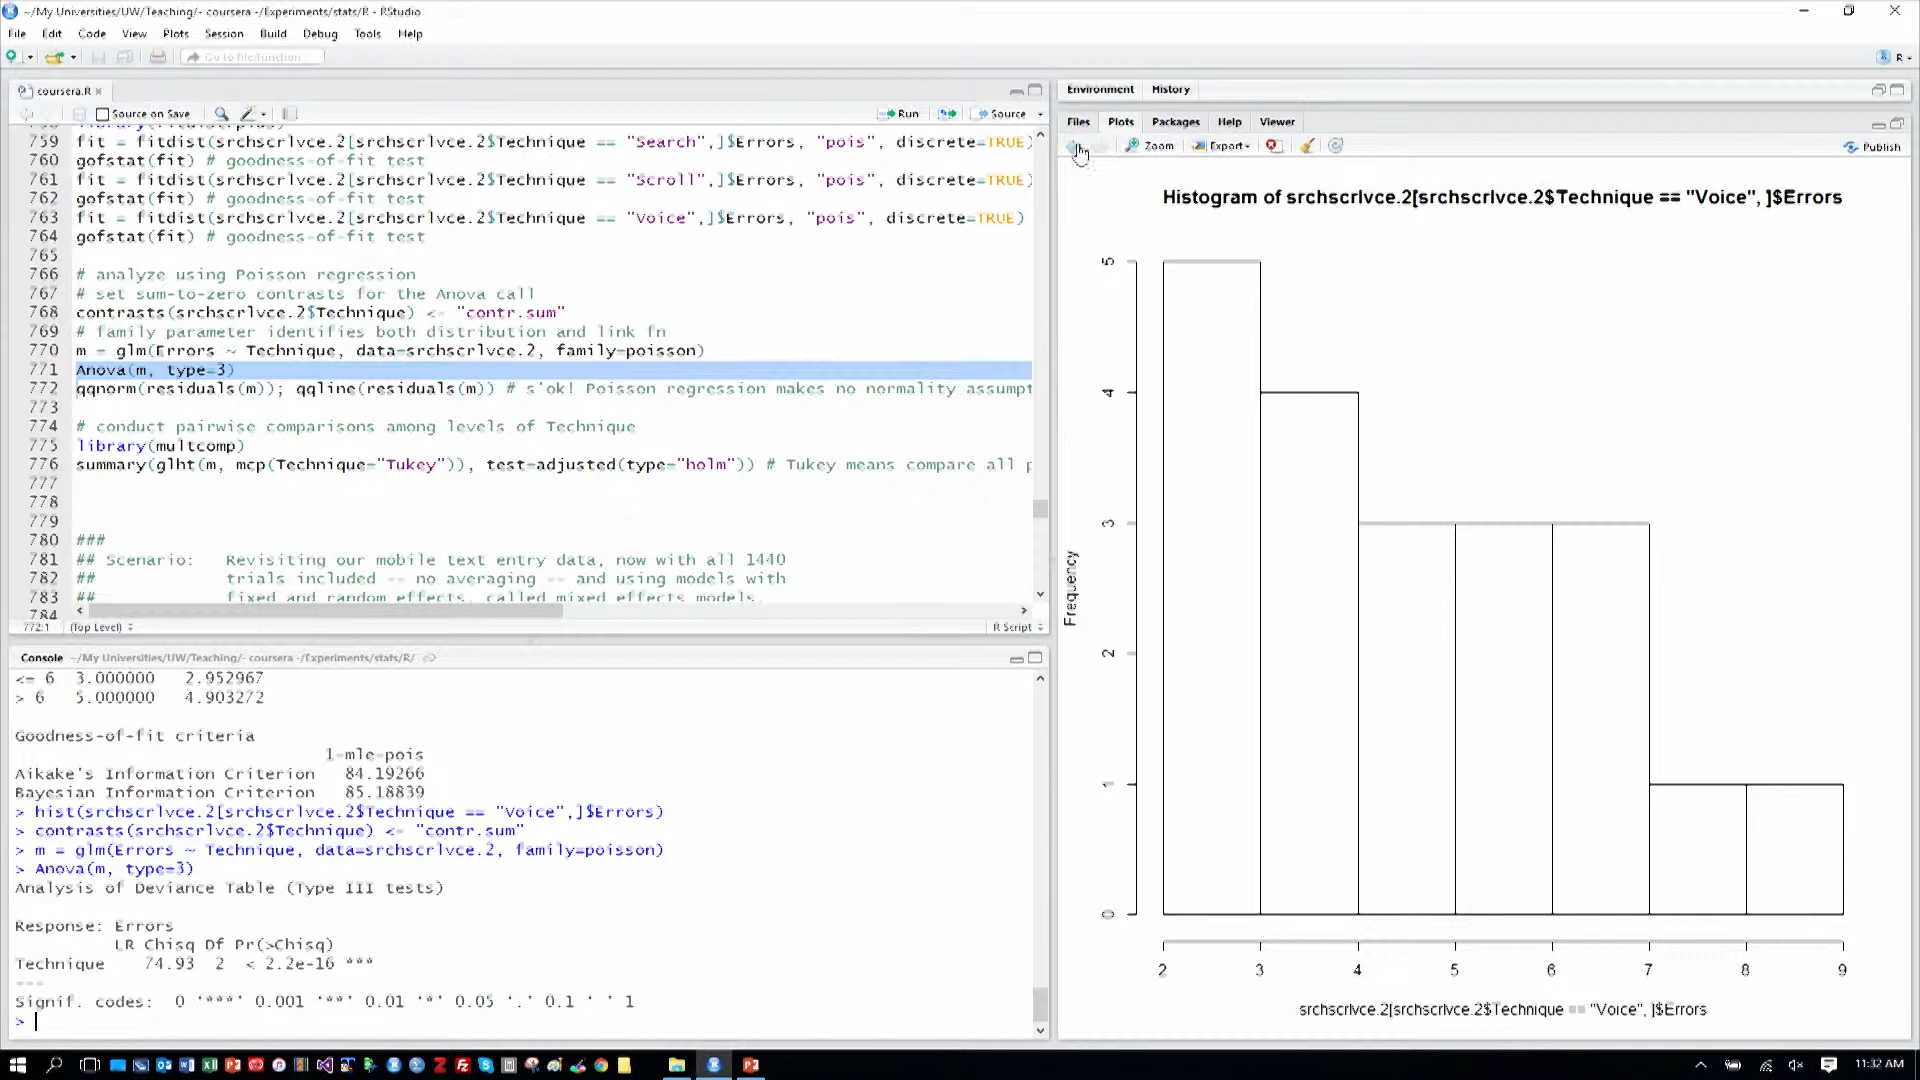 ~/My Universities/UW/Teaching/- coursera -/Experiments/stats/R - RStudio
File Edit Code View Plots Session Build Debug Tools Help
Go to file/function
R
coursera.R
Source on Save
Run
Source
759 fit = fitdist(srchscrlvce.2[srchscrlvce.2$Technique == "Search",]$Errors, "pois", discrete=TRUE)
760 gofstat(fit) # goodness-of-fit test
761 fit = fitdist(srchscrlvce.2[srchscrlvce.2$Technique == "Scroll",]$Errors, "pois", discrete=TRUE)
762 gofstat(fit) # goodness-of-fit test
763 fit = fitdist(srchscrlvce.2[srchscrlvce.2$Technique == "Voice",]$Errors, "pois", discrete=TRUE)
764 gofstat(fit) # goodness-of-fit test
765
766 # analyze using Poisson regression
767 # set sum-to-zero contrasts for the Anova call
768 contrasts(srchscrlvce.2$Technique) <- "contr.sum"
769 # family parameter identifies both distribution and link fn
770 m = glm(Errors ~ Technique, data=srchscrlvce.2, family=poisson)
771 Anova(m, type=3)
772 qqnorm(residuals(m)); qqline(residuals(m)) # s'ok! Poisson regression makes no normality assumpt
773
774 # conduct pairwise comparisons among levels of Technique
775 library(multcomp)
776 summary(glht(m, mcp(Technique="Tukey")), test=adjusted(type="holm")) # Tukey means compare all p
777
778
779
780 ###
781 ## Scenario: Revisiting our mobile text entry data, now with all 1440
782 ## trials included -- no averaging -- and using models with
783 ## fixed and random effects, called mixed effects models.
784
772:1 (Top Level)
R Script
Console ~/My Universities/UW/Teaching/- coursera -/Experiments/stats/R/
<= 6 3.000000 2.952967
> 6 5.000000 4.903272
Goodness-of-fit criteria
1-mle-pois
Aikake's Information Criterion 84.19266
Bayesian Information Criterion 85.18839
> hist(srchscrlvce.2[srchscrlvce.2$Technique == "Voice",]$Errors)
> contrasts(srchscrlvce.2$Technique) <- "contr.sum"
> m = glm(Errors ~ Technique, data=srchscrlvce.2, family=poisson)
> Anova(m, type=3)
Analysis of Deviance Table (Type III tests)
Response: Errors
LR Chisq Df Pr(>Chisq)
Technique 74.93 2 < 2.2e-16 ***
---
Signif. codes: 0 '***' 0.001 '**' 0.01 '*' 0.05 '.' 0.1 ' ' 1
>
Environment History
Files Plots Packages Help Viewer
Zoom Export
Publish
Histogram of srchscrlvce.2[srchscrlvce.2$Technique == "Voice", ]$Errors
5
4
3
2
1
0
Frequency
2 3 4 5 6 7 8 9
srchscrlvce.2[srchscrlvce.2$Technique == "Voice", ]$Errors
11:32 AM